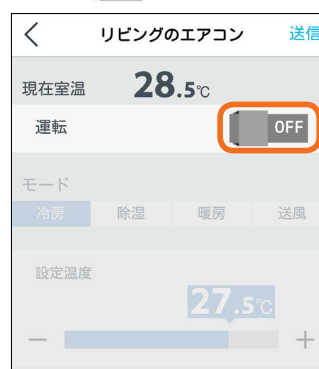 リビングのエアコン 送信
現在室温 28.5℃
運転 OFF
モード
冷房 除湿 暖房 送風
設定温度
27.5℃
− +